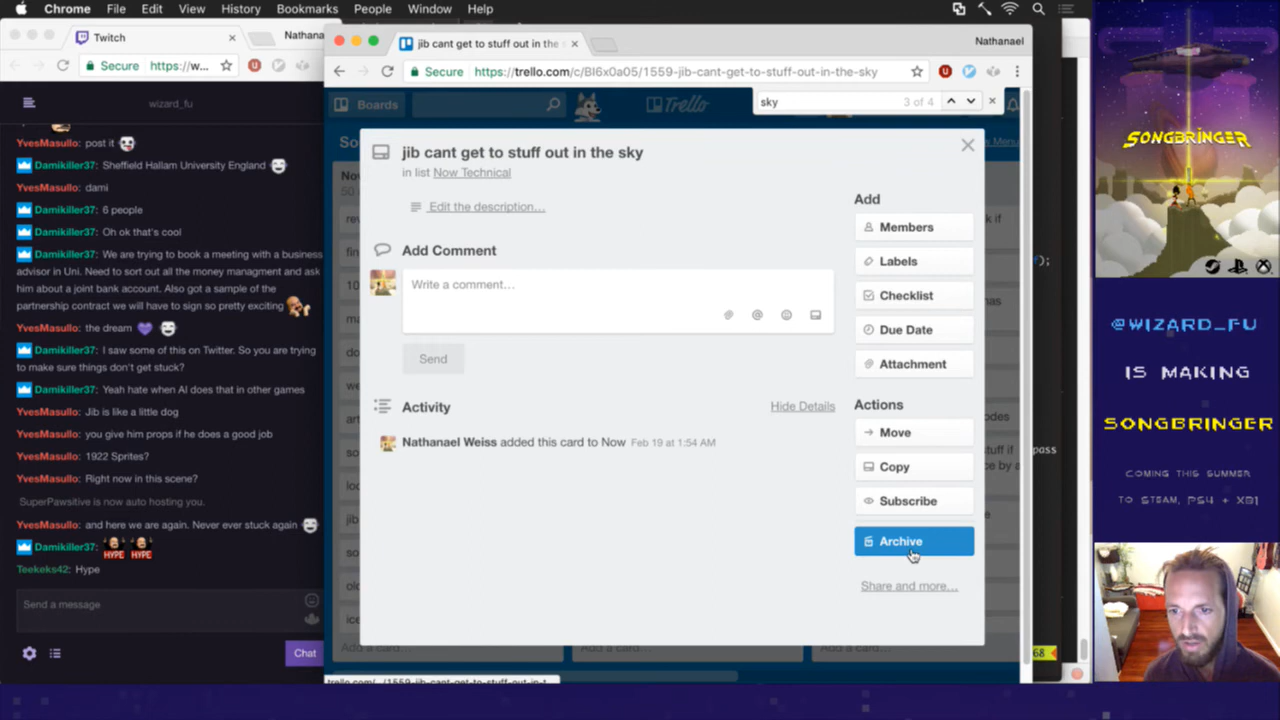 Chrome File Edit View History Bookmarks People Window Help
Twitch
Nathana
Secure https://w...
wizard_fu
YvesMasullo: post it
Damikiller37: Sheffield Hallam University England
YvesMasullo: dami
Damikiller37: 6 people
Damikiller37: Oh ok that's cool
Damikiller37: We are trying to book a meeting with a business
advisor in Uni. Need to sort out all the money managment and ask
him about a joint bank account. Also got a sample of the
partnership contract we will have to sign so pretty exciting
YvesMasullo: the dream
Damikiller37: I saw some of this on Twitter. So you are trying
to make sure things don't get stuck?
Damikiller37: Yeah hate when AI does that in other games
YvesMasullo: Jib is like a little dog
YvesMasullo: you give him props if he does a good job
YvesMasullo: 1922 Sprites?
YvesMasullo: Right now in this scene?
SuperPawsitive is now auto hosting you.
YvesMasullo: and here we are again. Never ever stuck again
Damikiller37: HYPE HYPE
Teekeks42: Hype
Send a message
Chat
jib cant get to stuff out in the s
Nathanael
Secure https://trello.com/c/BI6x0a05/1559-jib-cant-get-to-stuff-out-in-the-sky
sky 3 of 4
Boards
Trello
jib cant get to stuff out in the sky
in list Now Technical
Edit the description...
Add Comment
Write a comment...
Send
Activity
Hide Details
Nathanael Weiss added this card to Now Feb 19 at 1:54 AM
Add
Members
Labels
Checklist
Due Date
Attachment
Actions
Move
Copy
Subscribe
Archive
Share and more...
Add a card... Add a card... Add a card...
pass
68
SONGBRINGER
@WIZARD_FU
IS MAKING
SONGBRINGER
COMING THIS SUMMER
TO STEAM, PS4 + XB1